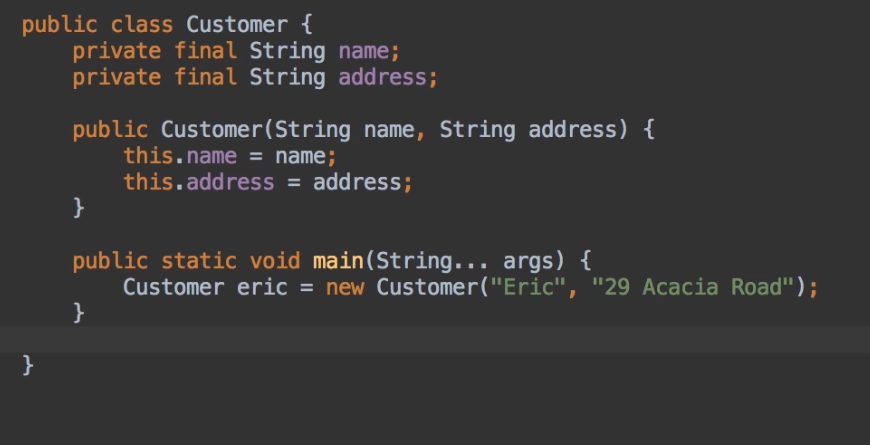 public class Customer {
    private final String name;
    private final String address;

    public Customer(String name, String address) {
        this.name = name;
        this.address = address;
    }

    public static void main(String... args) {
        Customer eric = new Customer("Eric", "29 Acacia Road");
    }

}